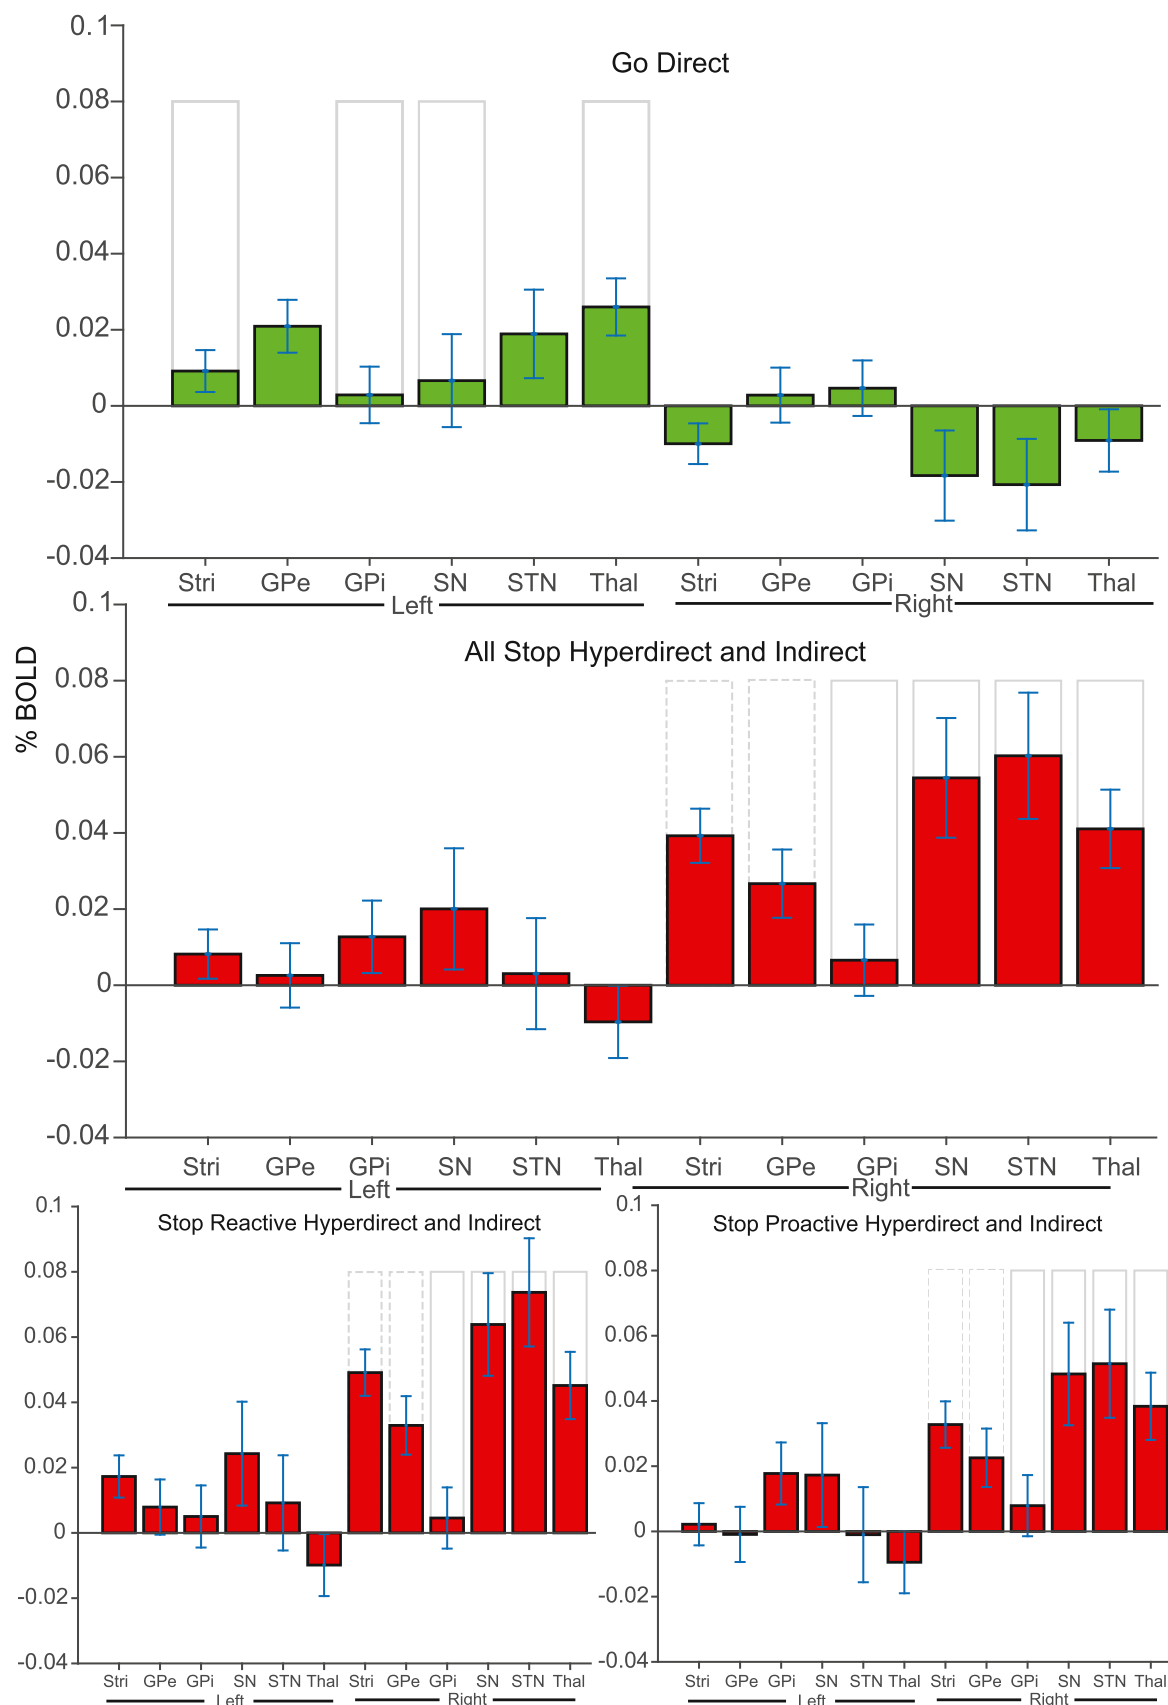 0.1
Go Direct
0.08
0.06
0.04
0.02
0
-0.02
-0.04
Stri GPe GPi SN STN Thal Stri GPe GPi SN STN Thal
Left Right
% BOLD
0.1
All Stop Hyperdirect and Indirect
0.08
0.06
0.04
0.02
0
-0.02
-0.04
Stri GPe GPi SN STN Thal Stri GPe GPi SN STN Thal
Left Right
0.1
Stop Reactive Hyperdirect and Indirect
0.08
0.06
0.04
0.02
0
-0.02
-0.04
Stri GPe GPi SN STN Thal Stri GPe GPi SN STN Thal
Left Right
0.1
Stop Proactive Hyperdirect and Indirect
0.08
0.06
0.04
0.02
0
-0.02
-0.04
Stri GPe GPi SN STN Thal Stri GPe GPi SN STN Thal
Left Right